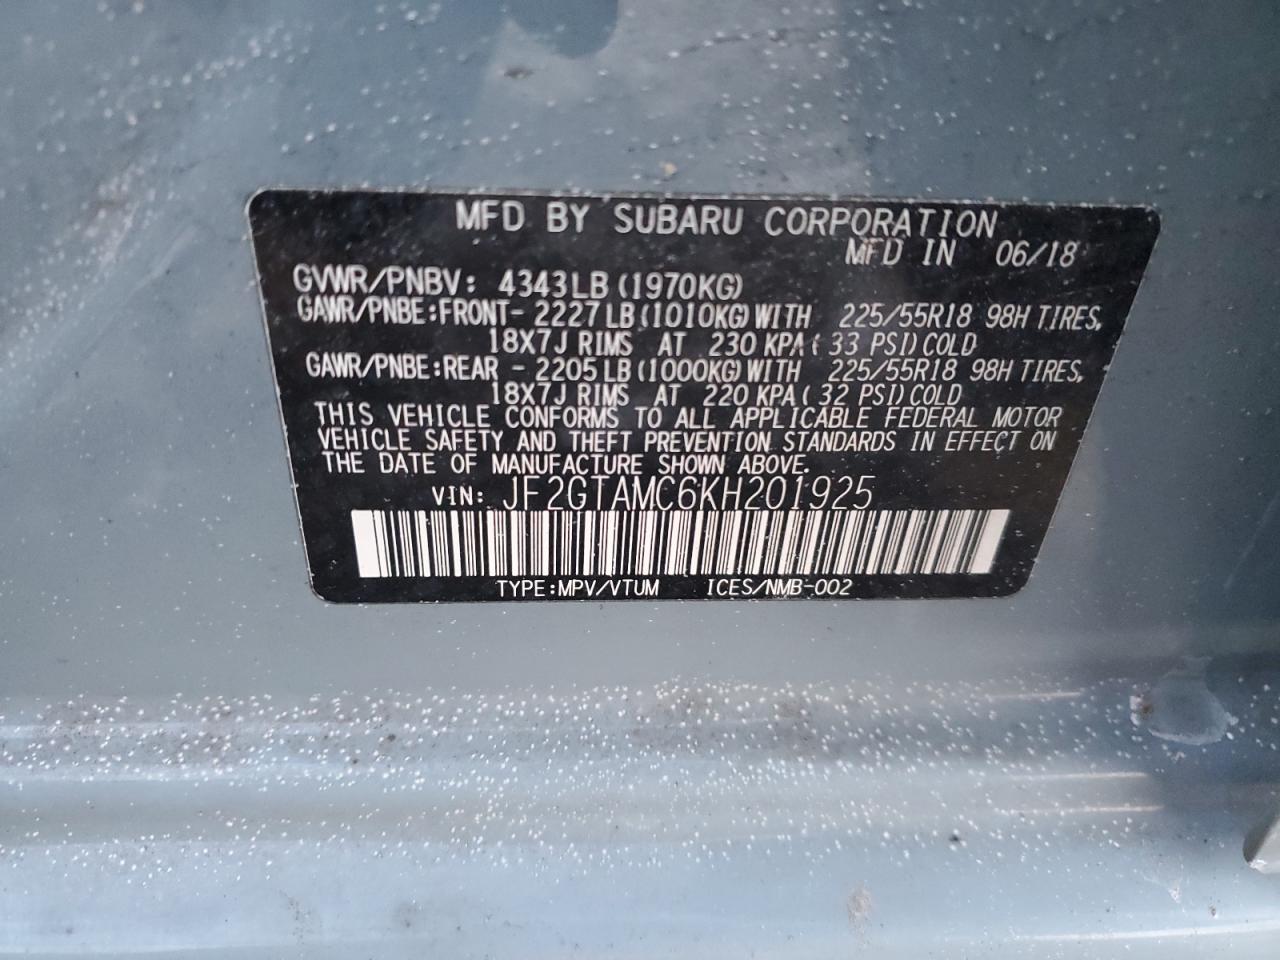 MFD BY SUBARU CORPORATION
MFD IN 06/18
GVWR/PNBV: 4343LB (1970KG)
GAWR/PNBE:FRONT- 2227LB(1010KG)WITH 225/55R18 98H TIRES,
18X7J RIMS AT 230 KPA( 33 PSI)COLD
GAWR/PNBE:REAR - 2205LB(1000KG)WITH 225/55R18 98H TIRES,
18X7J RIMS AT 220 KPA( 32 PSI)COLD
THIS VEHICLE CONFORMS TO ALL APPLICABLE FEDERAL MOTOR
VEHICLE SAFETY AND THEFT PREVENTION STANDARDS IN EFFECT ON
THE DATE OF MANUFACTURE SHOWN ABOVE.
VIN: JF2GTAMC6KH201925
TYPE:MPV/VTUM ICES/NMB-002